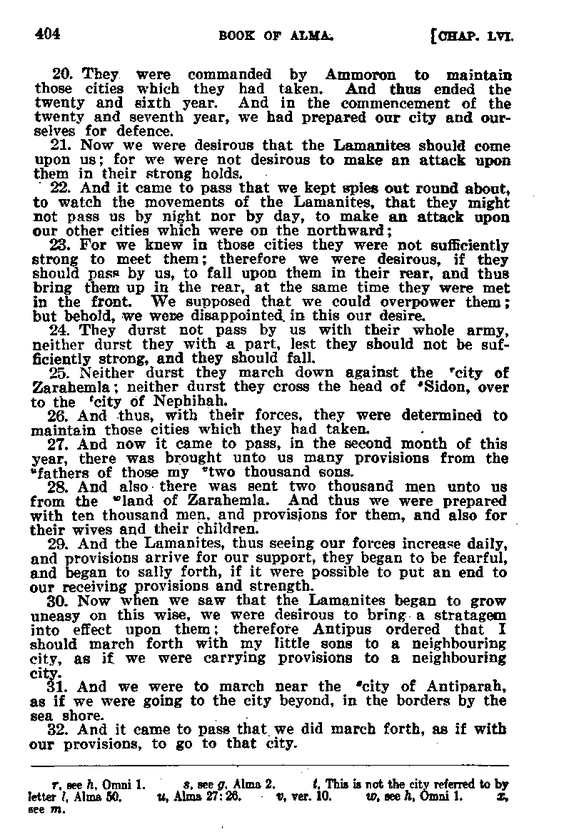 404 BOOK OF ALMA. [CHAP. LVI.
20. They were commanded by Ammoron to maintain
those cities which they had taken. And thus ended the
twenty and sixth year. And in the commencement of the
twenty and seventh year, we had prepared our city and our-
selves for defence.
21. Now we were desirous that the Lamanites should come
upon us; for we were not desirous to make an attack upon
them in their strong holds.
22. And it came to pass that we kept spies out round about,
to watch the movements of the Lamanites, that they might
not pass us by night nor by day, to make an attack upon
our other cities which were on the northward;
23. For we knew in those cities they were not sufficiently
strong to meet them; therefore we were desirous, if they
should pass by us, to fall upon them in their rear, and thus
bring them up in the rear, at the same time they were met
in the front. We supposed that we could overpower them;
but behold, we were disappointed in this our desire.
24. They durst not pass by us with their whole army,
neither durst they with a part, lest they should not be suf-
ficiently strong, and they should fall.
25. Neither durst they march down against the ʳcity of
Zarahemla; neither durst they cross the head of ˢSidon, over
to the ᵗcity of Nephihah.
26. And thus, with their forces, they were determined to
maintain those cities which they had taken.
27. And now it came to pass, in the second month of this
year, there was brought unto us many provisions from the
ᵘfathers of those my ᵛtwo thousand sons.
28. And also there was sent two thousand men unto us
from the ʷland of Zarahemla. And thus we were prepared
with ten thousand men, and provisions for them, and also for
their wives and their children.
29. And the Lamanites, thus seeing our forces increase daily,
and provisions arrive for our support, they began to be fearful,
and began to sally forth, if it were possible to put an end to
our receiving provisions and strength.
30. Now when we saw that the Lamanites began to grow
uneasy on this wise, we were desirous to bring a stratagem
into effect upon them; therefore Antipus ordered that I
should march forth with my little sons to a neighbouring
city, as if we were carrying provisions to a neighbouring
city.
31. And we were to march near the ˣcity of Antiparah,
as if we were going to the city beyond, in the borders by the
sea shore.
32. And it came to pass that we did march forth, as if with
our provisions, to go to that city.
r, see h, Omni 1. s, see g, Alma 2. t, This is not the city referred to by
letter l, Alma 50. u, Alma 27:26. v, ver. 10. w, see h, Omni 1. x,
see m.